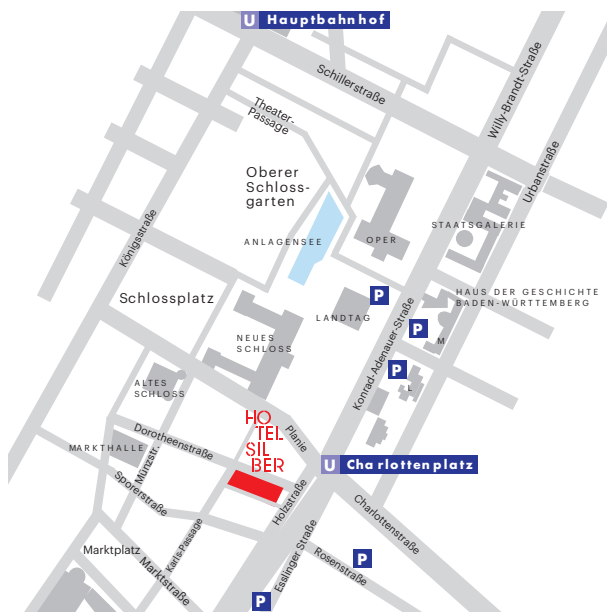 U Hauptbahnhof
Schillerstraße
Willy-Brandt-Straße
Theater-
Passage
Urbanstraße
Oberer
Schloss-
garten
Königsstraße
STAATSGALERIE
ANLAGENSEE
OPER
Schlossplatz
P
HAUS DER GESCHICHTE
BADEN-WÜRTTEMBERG
LANDTAG
P
Konrad-Adenauer-Straße
NEUES
SCHLOSS
M
P
ALTES
SCHLOSS
L
HO
TEL
SIL
BER
Planie
Dorotheenstraße
MARKTHALLE
Münzstr.
U Charlottenplatz
Sporerstraße
Holzstraße
Charlottenstraße
Karls-Passage
Marktplatz
Esslinger Straße
P
Rosenstraße
Marktstraße
P